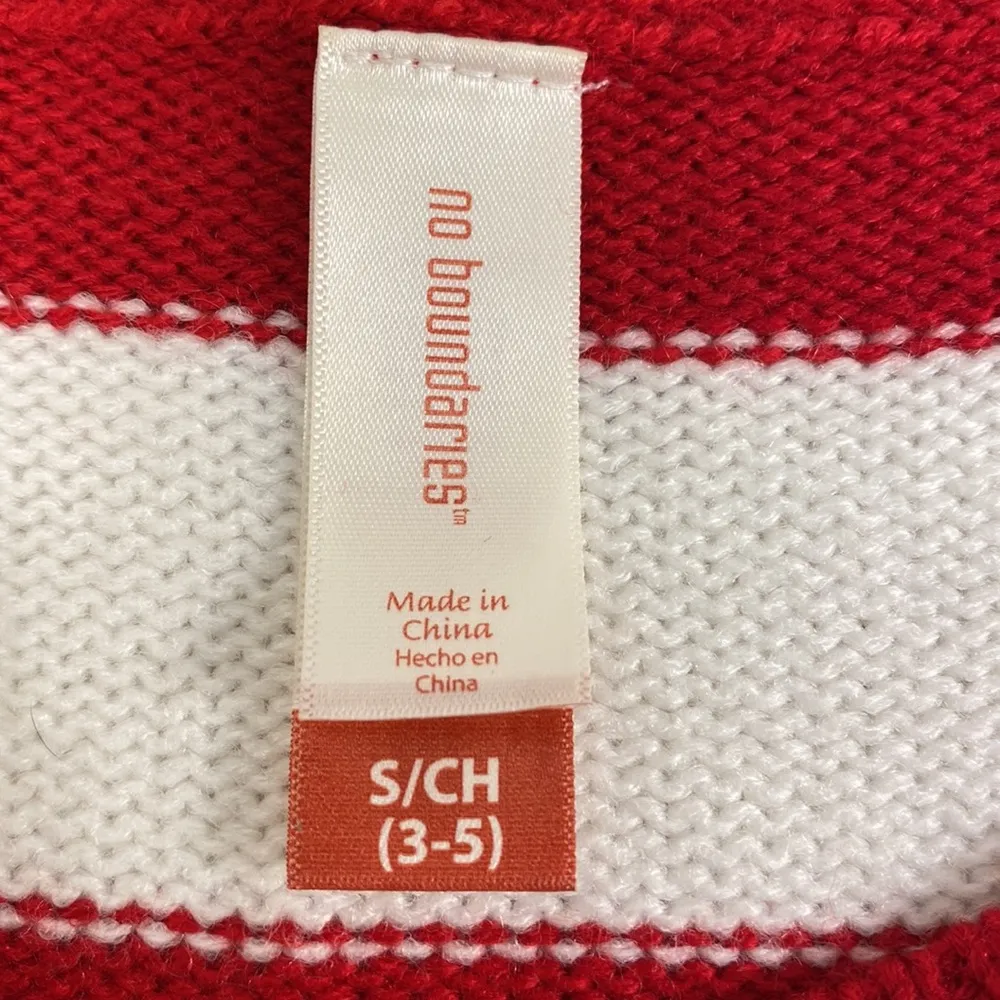 no boundaries™
Made in
China
Hecho en
China
S/CH
(3-5)